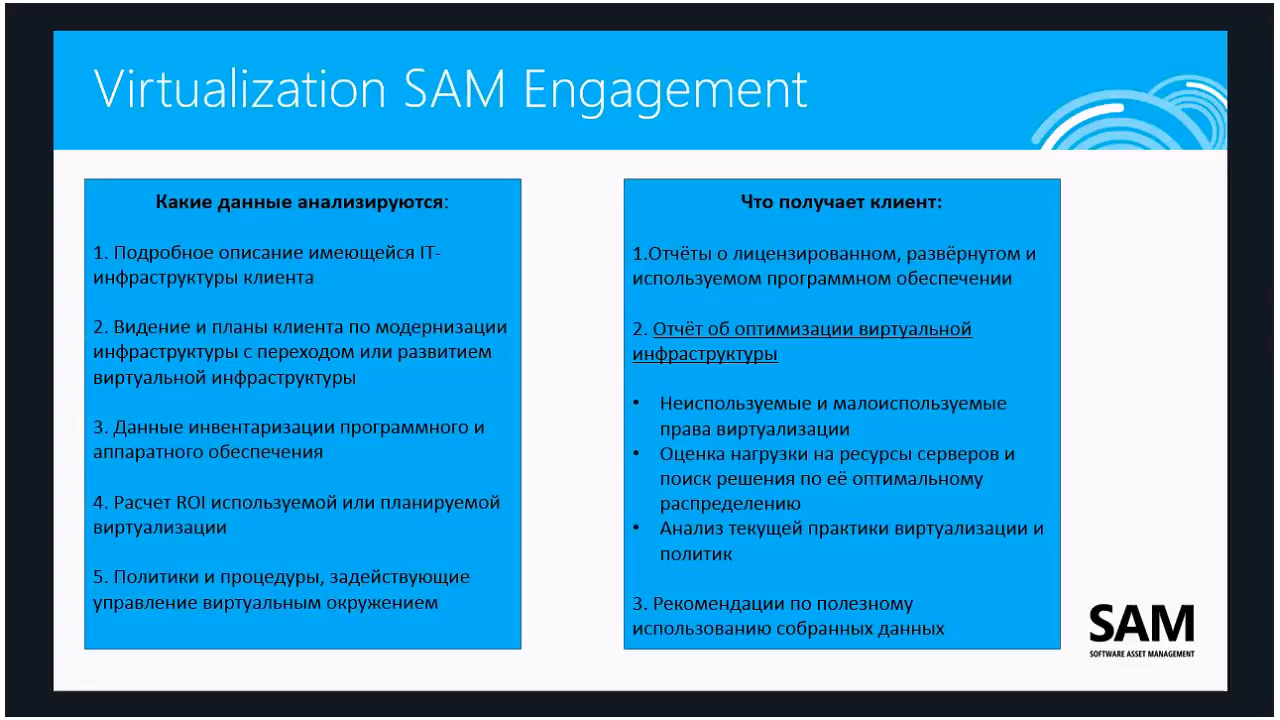 Virtualization SAM Engagement
Какие данные анализируются:
1. Подробное описание имеющейся IT-
инфраструктуры клиента
2. Видение и планы клиента по модернизации
инфраструктуры с переходом или развитием
виртуальной инфраструктуры
3. Данные инвентаризации программного и
аппаратного обеспечения
4. Расчет ROI используемой или планируемой
виртуализации
5. Политики и процедуры, задействующие
управление виртуальным окружением
Что получает клиент:
1.Отчёты о лицензированном, развёрнутом и
используемом программном обеспечении
2. Отчёт об оптимизации виртуальной
инфраструктуры
• Неиспользуемые и малоиспользуемые
права виртуализации
• Оценка нагрузки на ресурсы серверов и
поиск решения по её оптимальному
распределению
• Анализ текущей практики виртуализации и
политик
3. Рекомендации по полезному
использованию собранных данных
SAM
SOFTWARE ASSET MANAGEMENT